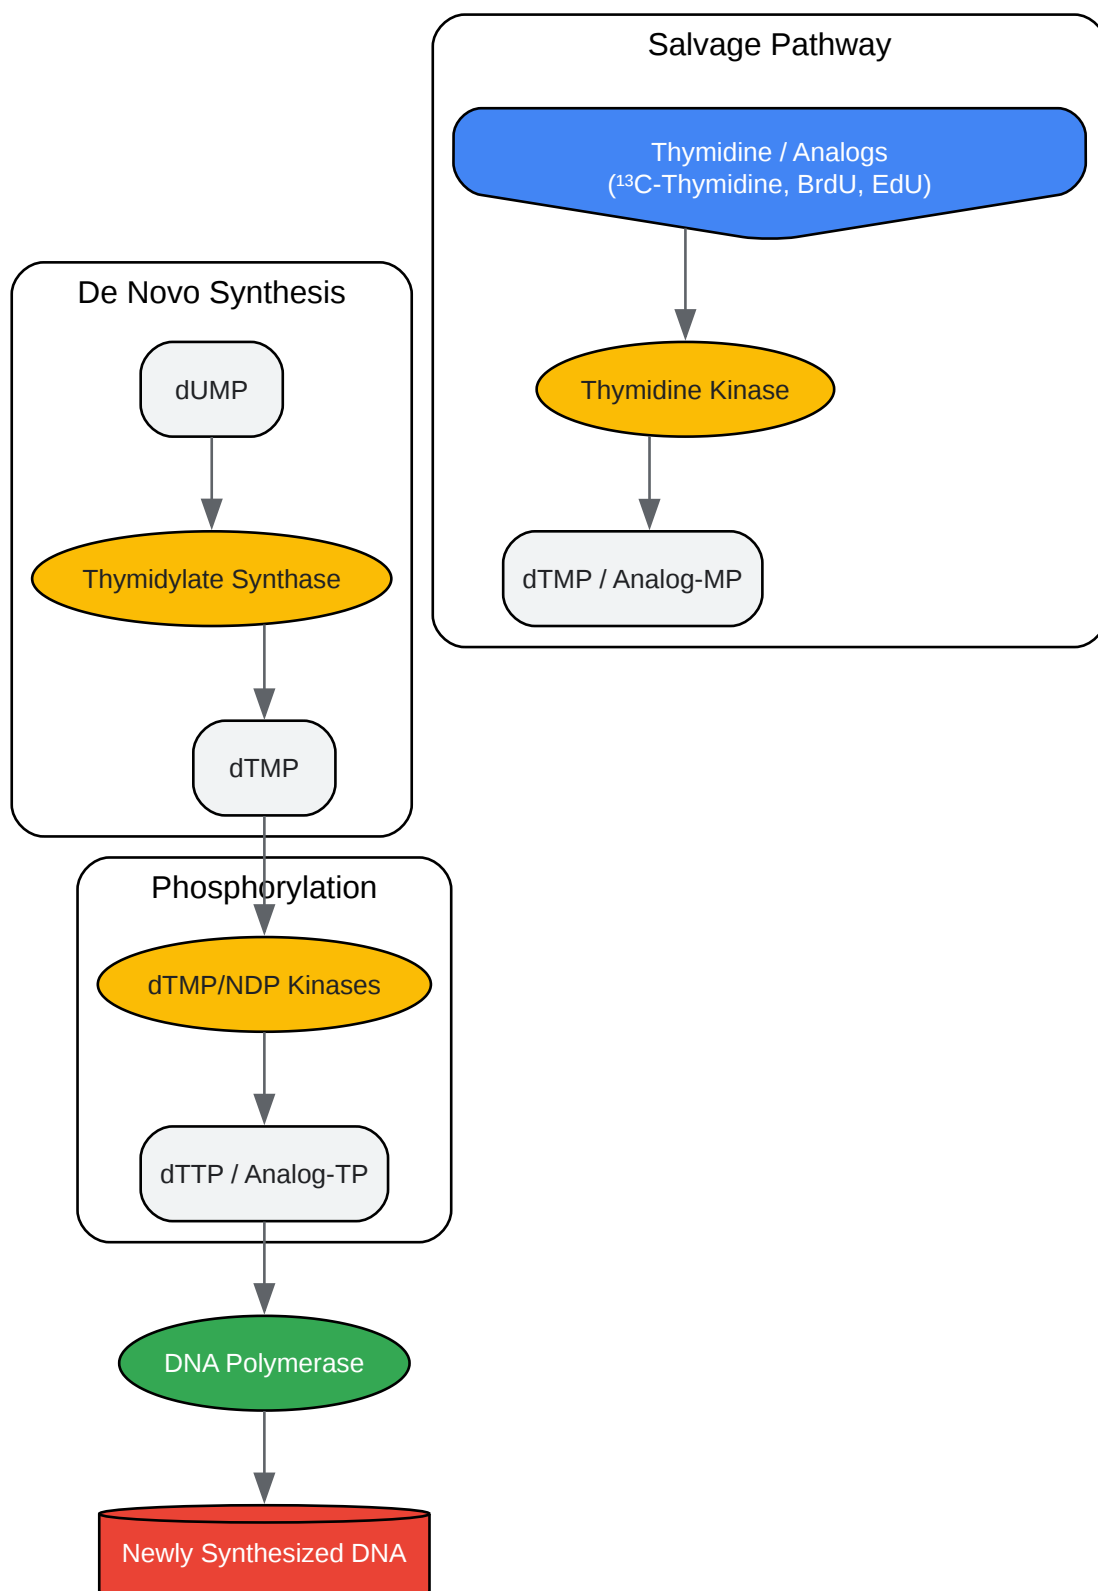 Salvage Pathway
Thymidine / Analogs
(¹³C-Thymidine, BrdU, EdU)
Thymidine Kinase
dTMP / Analog-MP
De Novo Synthesis
dUMP
Thymidylate Synthase
dTMP
Phosphorylation
dTMP/NDP Kinases
dTTP / Analog-TP
DNA Polymerase
Newly Synthesized DNA